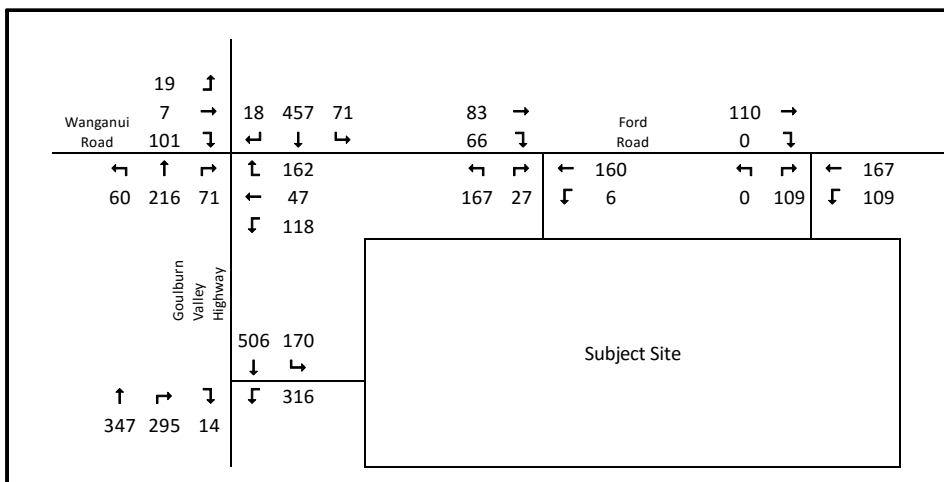 19
7 18 457 71 83 Ford 110
Wanganui
Road 101 66 Road 0
162 160 167
60 216 71 47 167 27 6 0 109 109
118
Goulburn
Valley
Highway
506 170
Subject Site
316
347 295 14